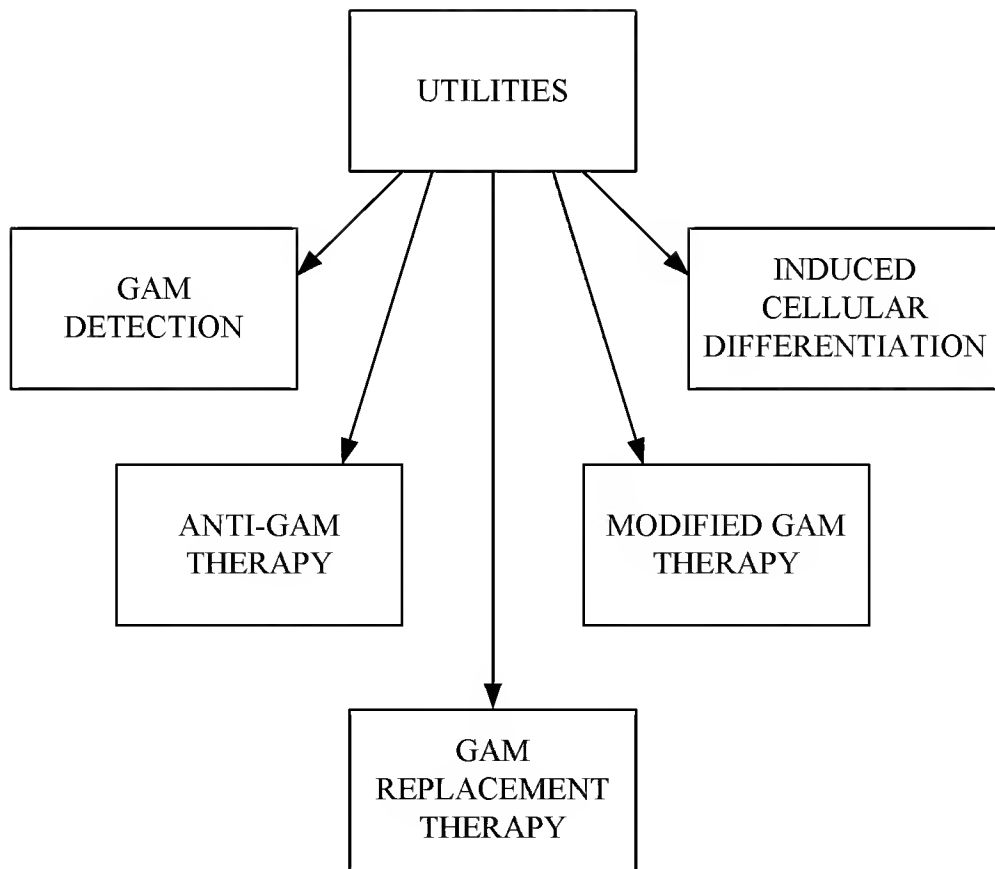 UTILITIES
GAM
DETECTION
INDUCED
CELLULAR
DIFFERENTIATION
ANTI-GAM
THERAPY
MODIFIED GAM
THERAPY
GAM
REPLACEMENT
THERAPY